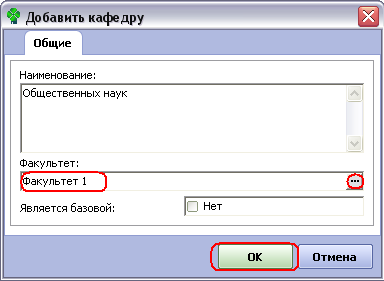 Добавить кафедру
Общие
Наименование:
Общественных наук
Факультет:
Факультет 1
...
Является базовой:
Нет
OK
Отмена